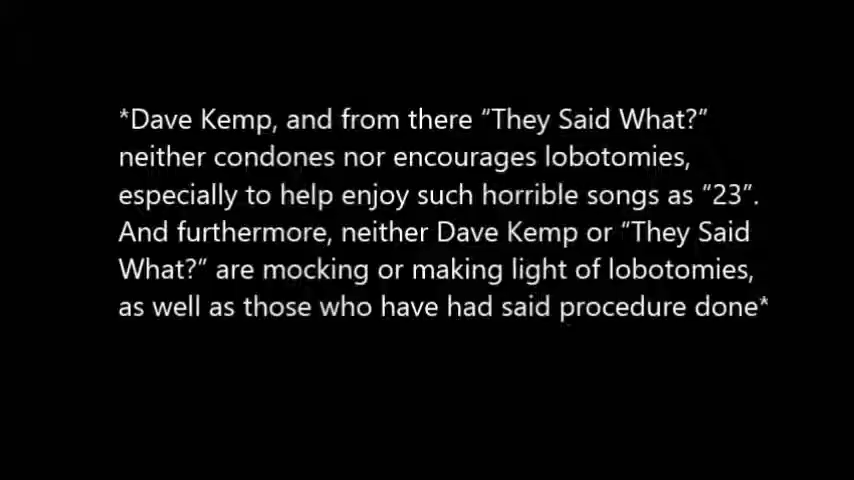 *Dave Kemp, and from there “They Said What?”
neither condones nor encourages lobotomies,
especially to help enjoy such horrible songs as “23”.
And furthermore, neither Dave Kemp or “They Said
What?” are mocking or making light of lobotomies,
as well as those who have had said procedure done*